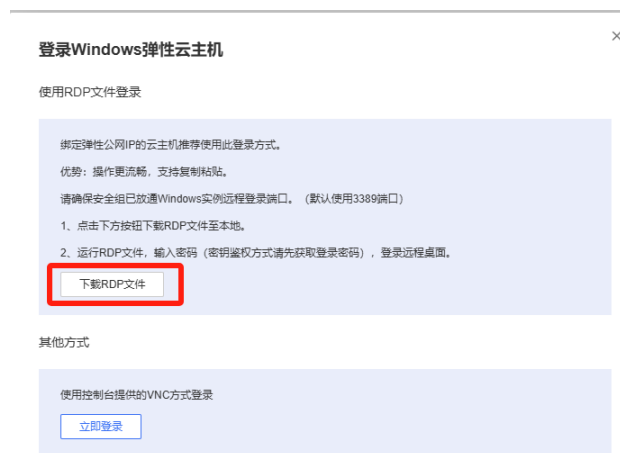 登录Windows弹性云主机
使用RDP文件登录
绑定弹性公网IP的云主机推荐使用此登录方式。
优势：操作更流畅，支持复制粘贴。
请确保安全组已放通Windows实例远程登录端口。（默认使用3389端口）
1、点击下方按钮下载RDP文件至本地。
2、运行RDP文件，输入密码（密钥鉴权方式请先获取登录密码）,登录远程桌面。
下载RDP文件
其他方式
使用控制台提供的VNC方式登录
立即登录